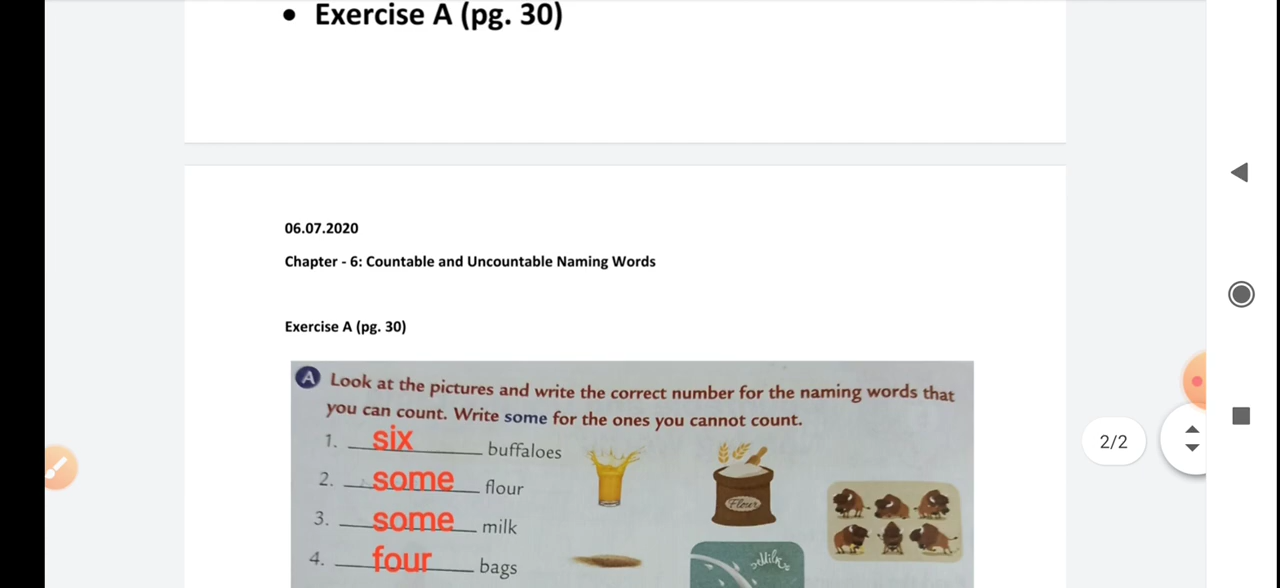 • Exercise A (pg. 30)
06.07.2020
Chapter - 6: Countable and Uncountable Naming Words
Exercise A (pg. 30)
A Look at the pictures and write the correct number for the naming words that
you can count. Write some for the ones you cannot count.
1. six buffaloes
2. some flour
3. some milk
4. four bags
Flour
Milk
2/2